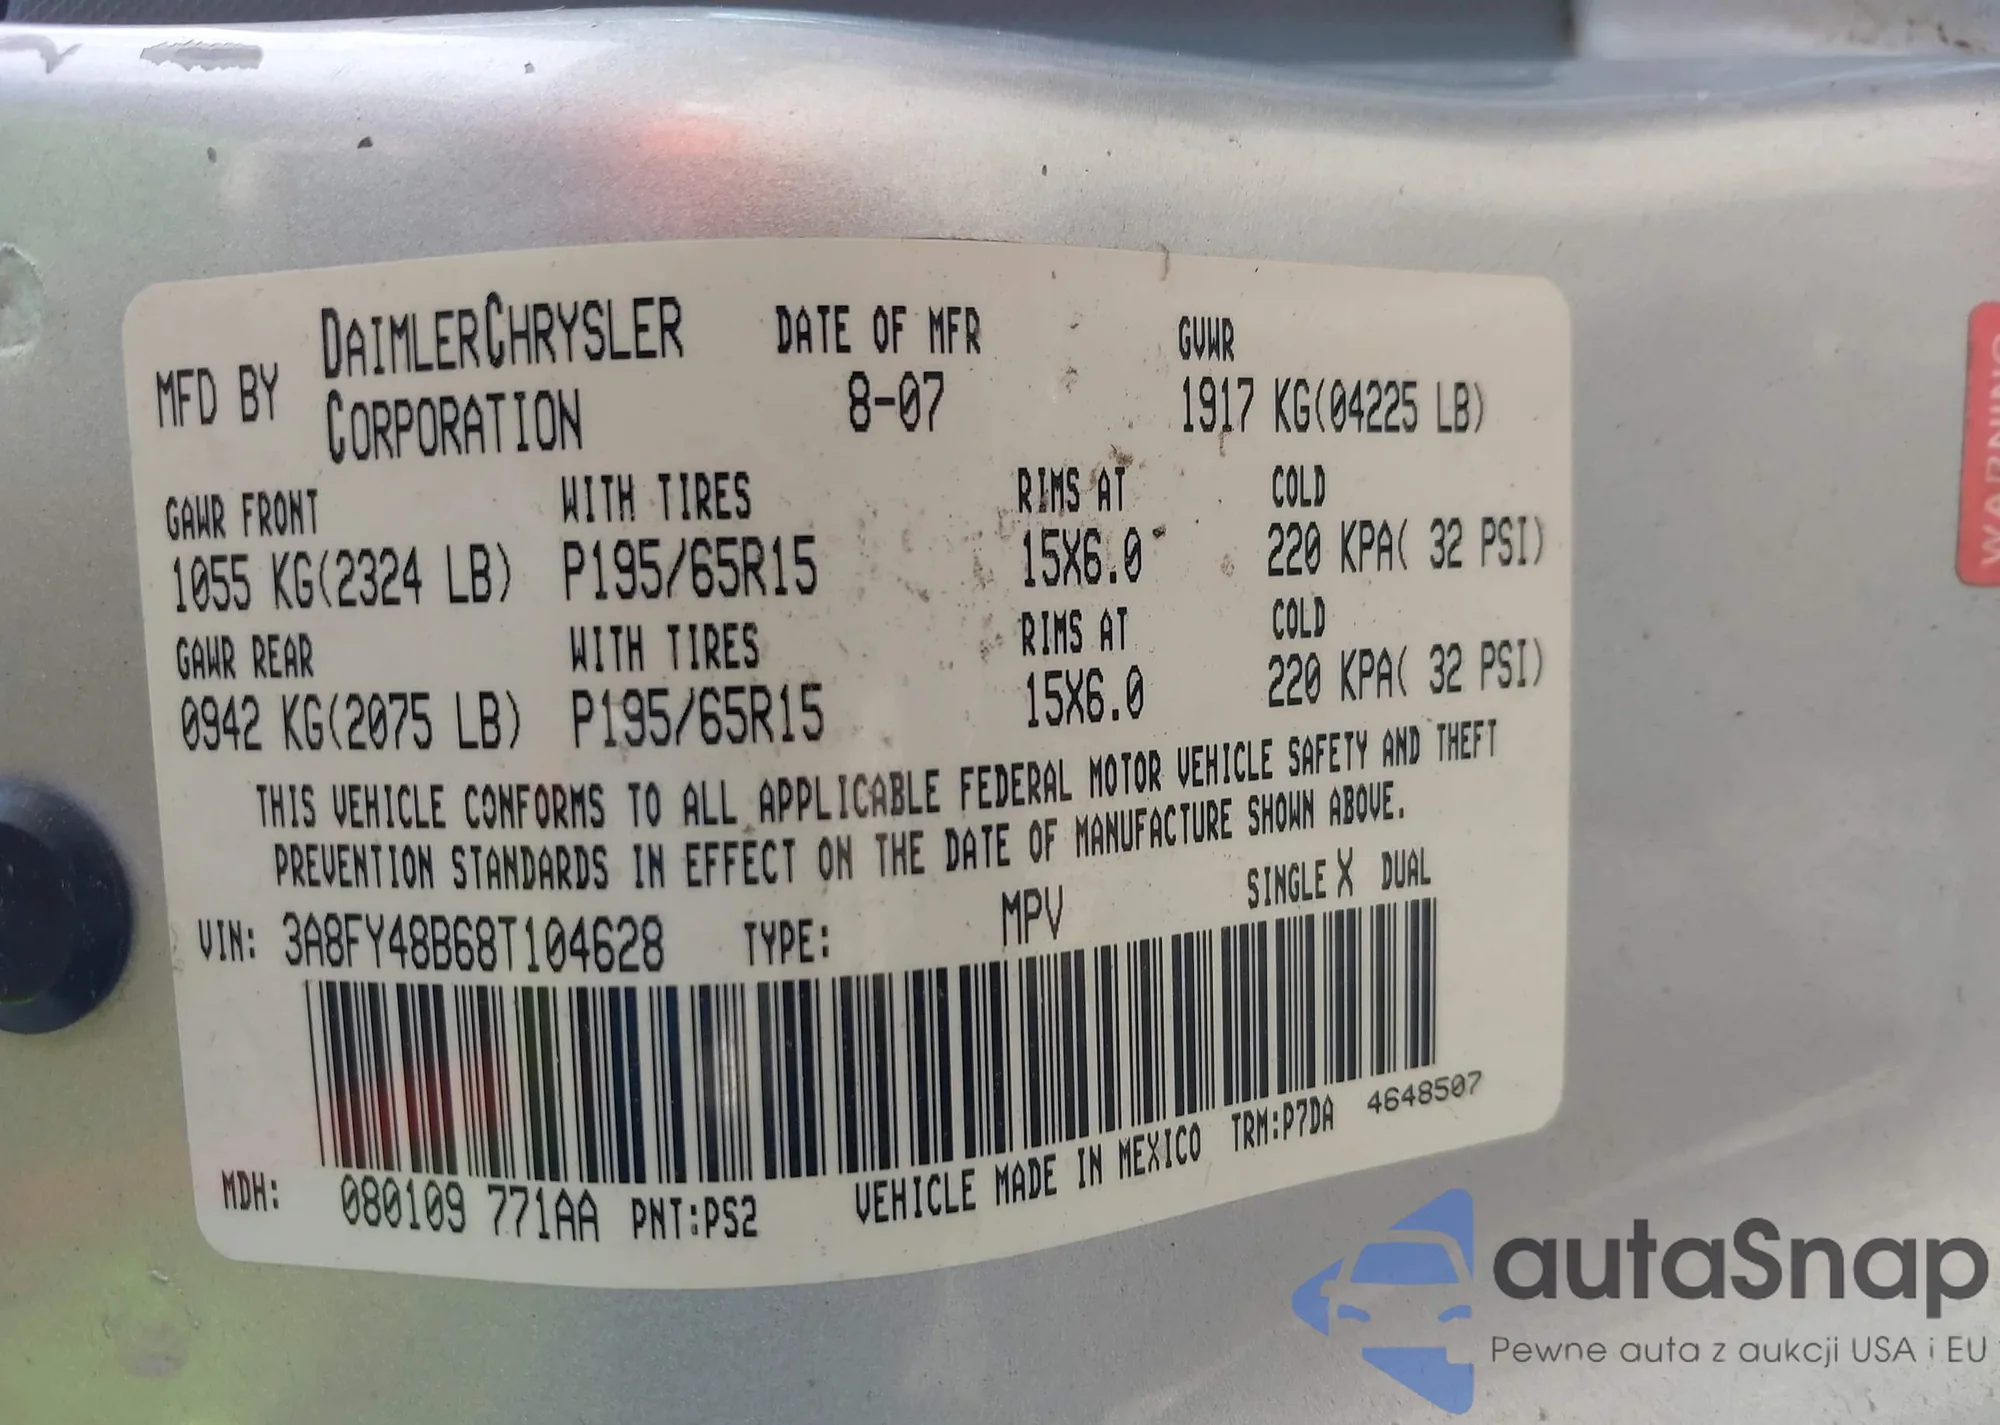 MFD BY DAIMLERCHRYSLER CORPORATION
DATE OF MFR
8-07
GVWR
1917 KG(04225 LB)
GAWR FRONT WITH TIRES RIMS AT COLD
1055 KG(2324 LB) P195/65R15 15X6.0 220 KPA( 32 PSI)
GAWR REAR WITH TIRES RIMS AT COLD
0942 KG(2075 LB) P195/65R15 15X6.0 220 KPA( 32 PSI)
THIS VEHICLE CONFORMS TO ALL APPLICABLE FEDERAL MOTOR VEHICLE SAFETY AND THEFT
PREVENTION STANDARDS IN EFFECT ON THE DATE OF MANUFACTURE SHOWN ABOVE.
VIN: 3A8FY48B68T104628 TYPE: MPV SINGLE X DUAL
MDH: 080109 771AA PNT:PS2 VEHICLE MADE IN MEXICO TRM:P7DA 4648507
WARNING
autaSnap
Pewne auta z aukcji USA i EU